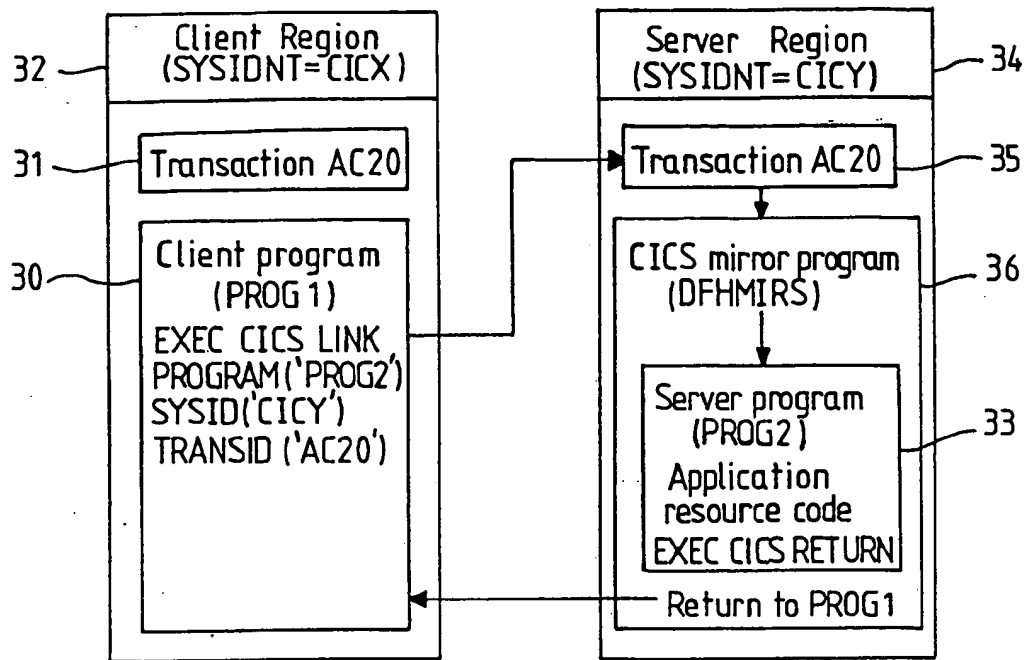 Client Region
(SYSIDNT=CICX)
32
Transaction AC20
31
Client program
(PROG 1)
30
EXEC CICS LINK
PROGRAM('PROG2')
SYSID('CICY')
TRANSID ('AC20')
Server Region
(SYSIDNT=CICY)
34
Transaction AC20
35
CICS mirror program
(DFHMIRS)
36
Server program
(PROG2)
33
Application
resource code
EXEC CICS RETURN
Return to PROG1